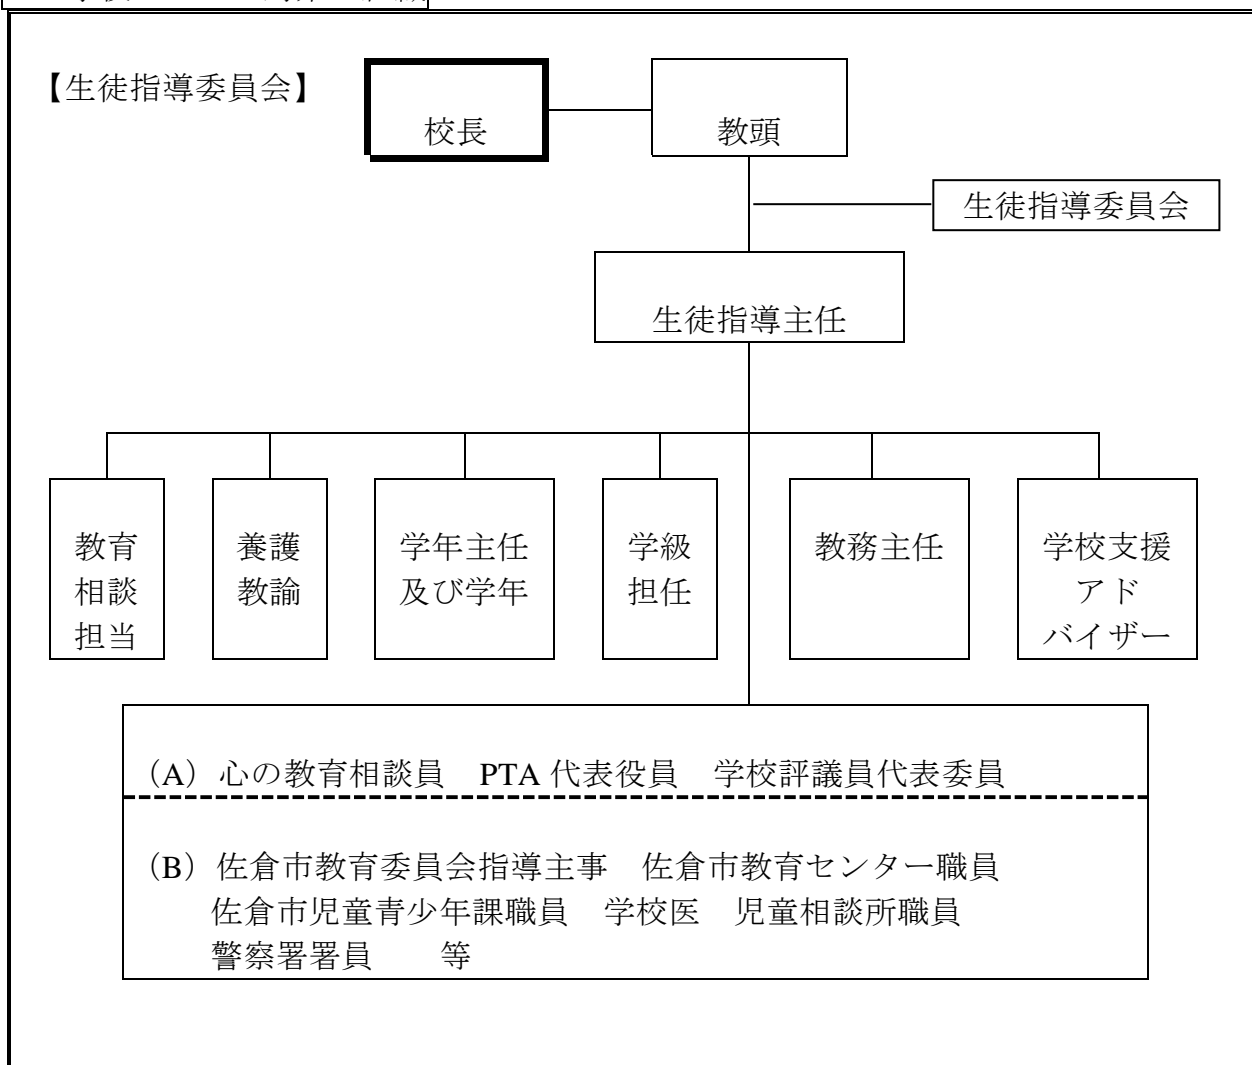 【生徒指導委員会】
校長
教頭
生徒指導委員会
生徒指導主任
教育
相談
担当
養護
教諭
学年主任
及び学年
学級
担任
教務主任
学校支援
アド
バイザー
(A)心の教育相談員　PTA 代表役員　学校評議員代表委員
(B)佐倉市教育委員会指導主事　佐倉市教育センター職員
佐倉市児童青少年課職員　学校医　児童相談所職員
警察署署員　　等